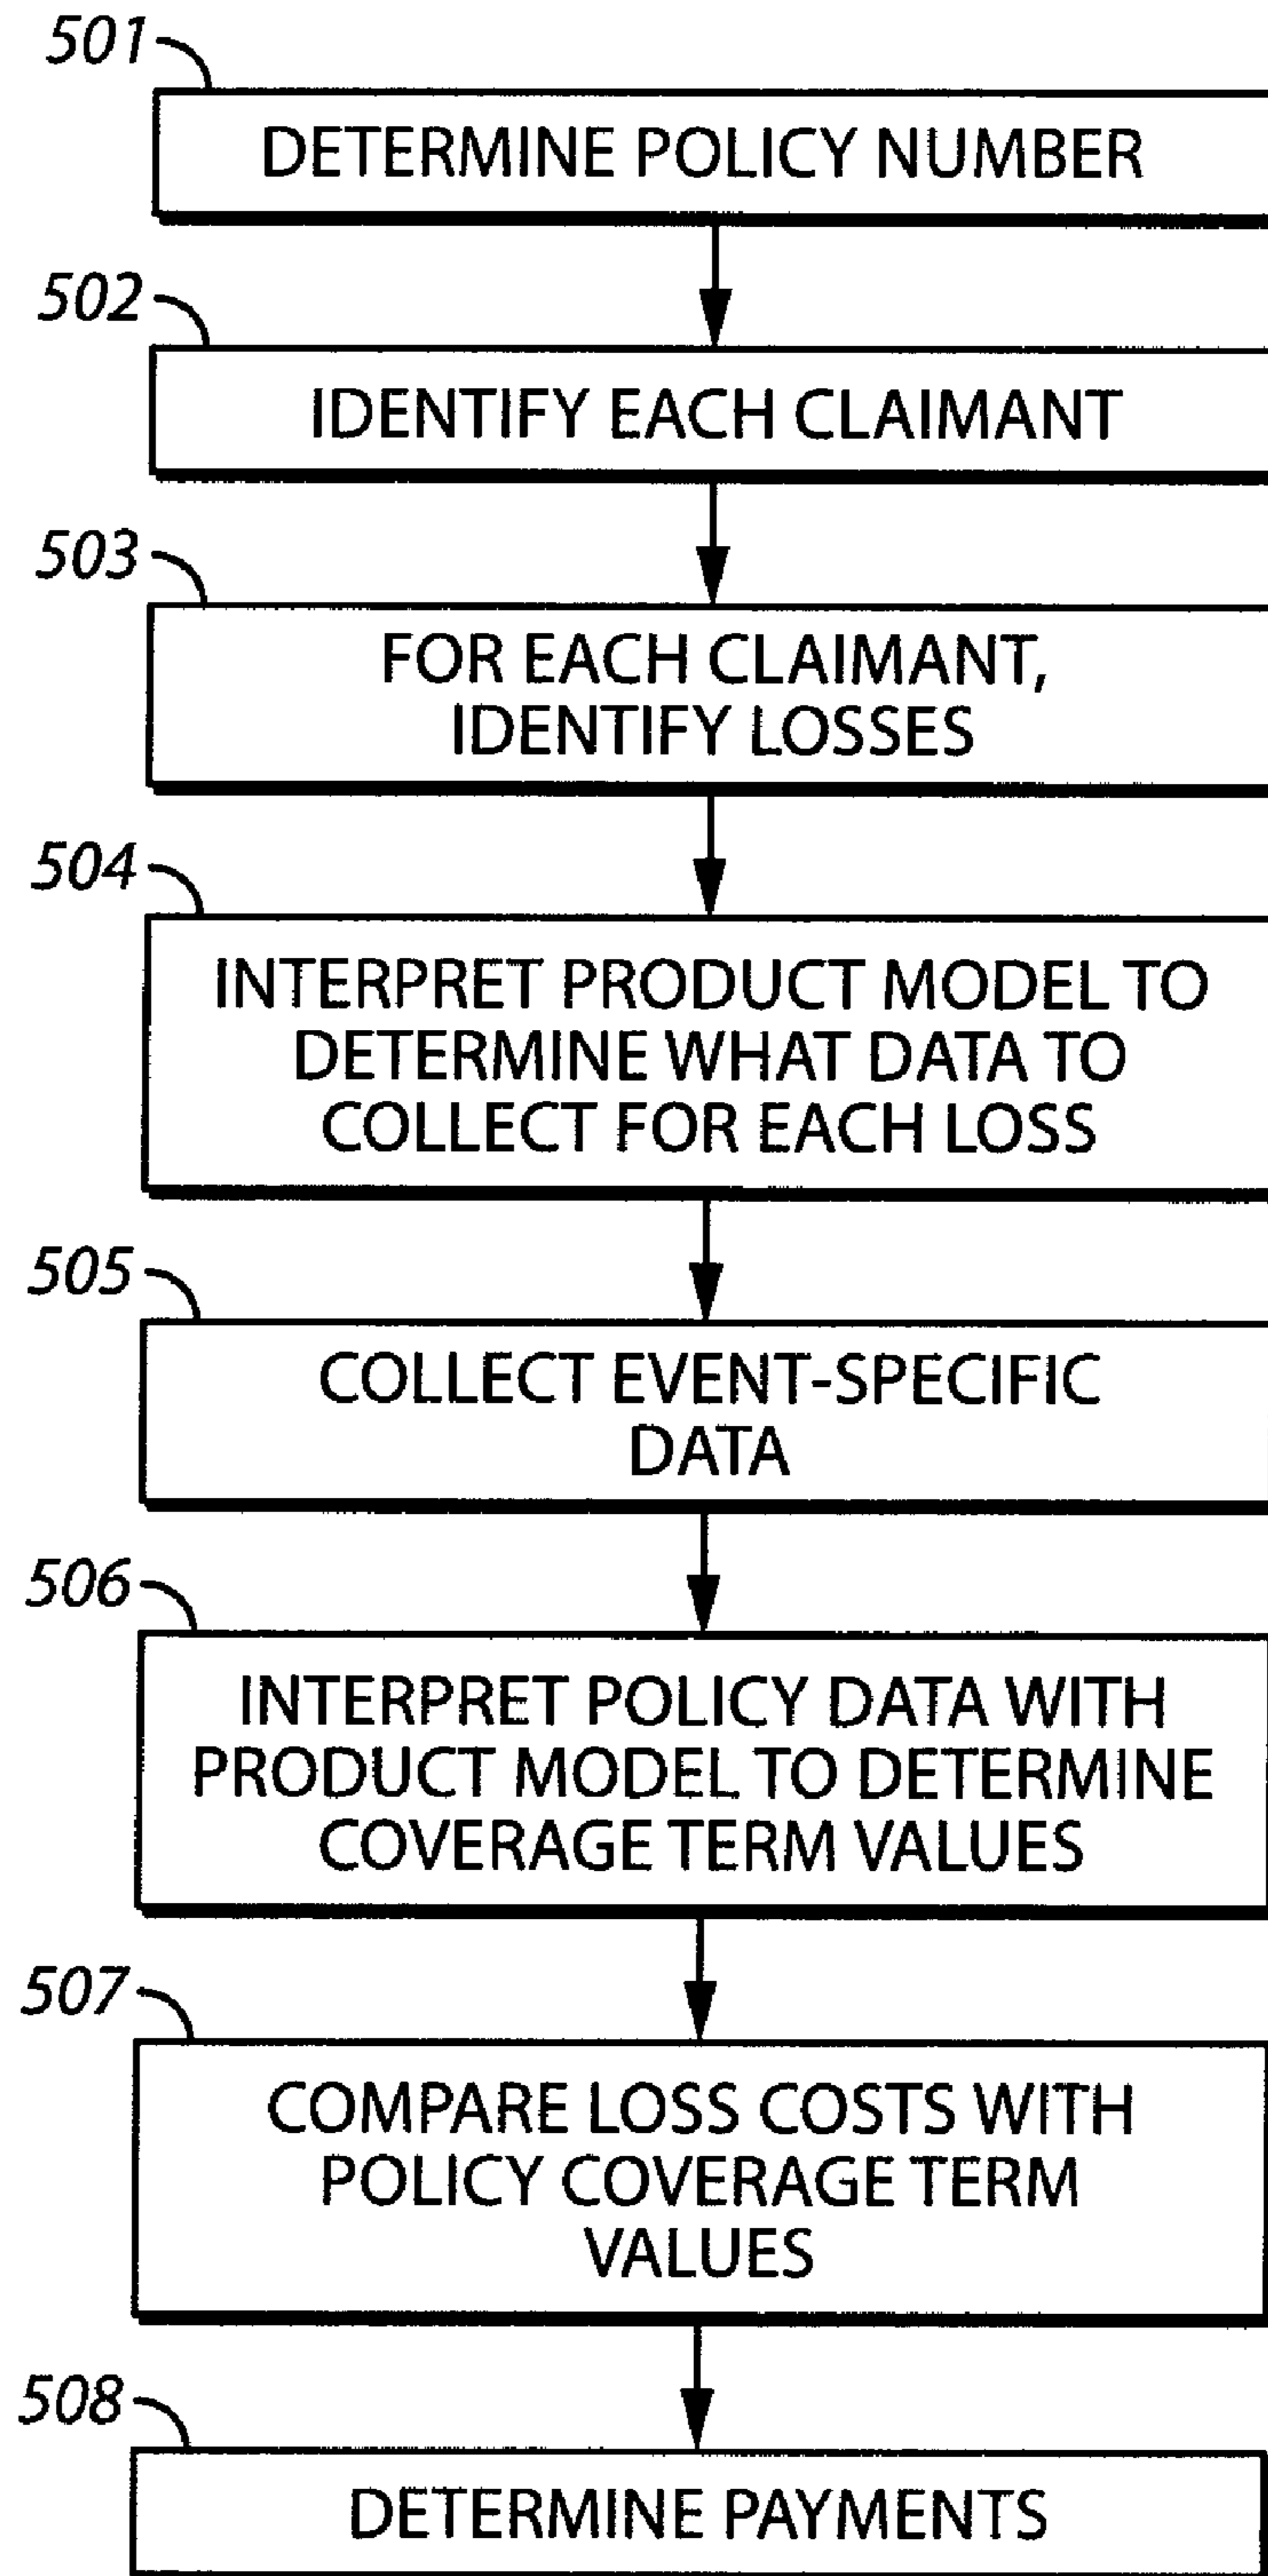 501
DETERMINE POLICY NUMBER
502
IDENTIFY EACH CLAIMANT
503
FOR EACH CLAIMANT,
IDENTIFY LOSSES
504
INTERPRET PRODUCT MODEL TO
DETERMINE WHAT DATA TO
COLLECT FOR EACH LOSS
505
COLLECT EVENT-SPECIFIC
DATA
506
INTERPRET POLICY DATA WITH
PRODUCT MODEL TO DETERMINE
COVERAGE TERM VALUES
507
COMPARE LOSS COSTS WITH
POLICY COVERAGE TERM
VALUES
508
DETERMINE PAYMENTS